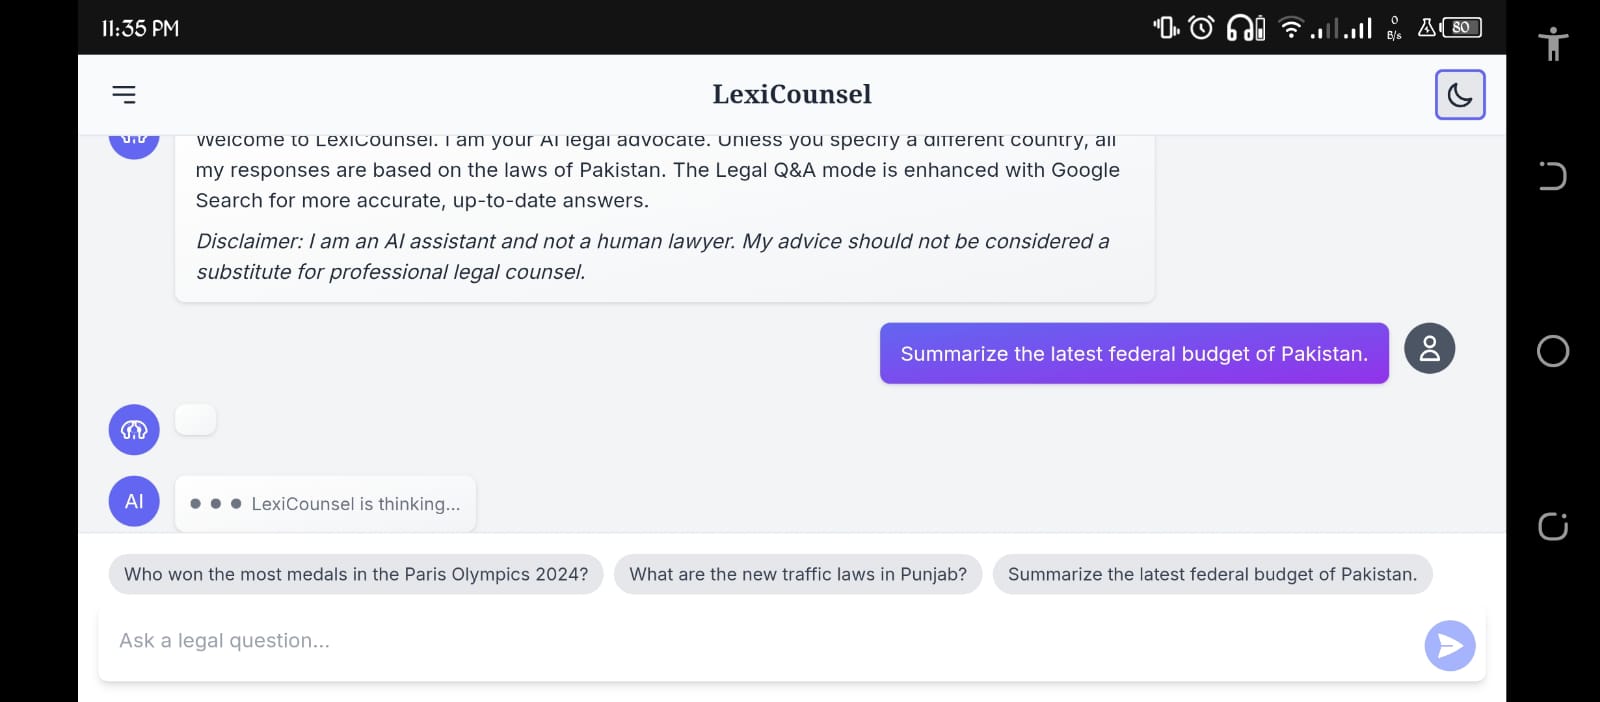 11:35 PM
0
B/s
80
LexiCounsel
Welcome to LexiCounsel. I am your AI legal advocate. Unless you specify a different country, all
my responses are based on the laws of Pakistan. The Legal Q&A mode is enhanced with Google
Search for more accurate, up-to-date answers.
Disclaimer: I am an AI assistant and not a human lawyer. My advice should not be considered a
substitute for professional legal counsel.
Summarize the latest federal budget of Pakistan.
AI
LexiCounsel is thinking...
Who won the most medals in the Paris Olympics 2024?
What are the new traffic laws in Punjab?
Summarize the latest federal budget of Pakistan.
Ask a legal question...